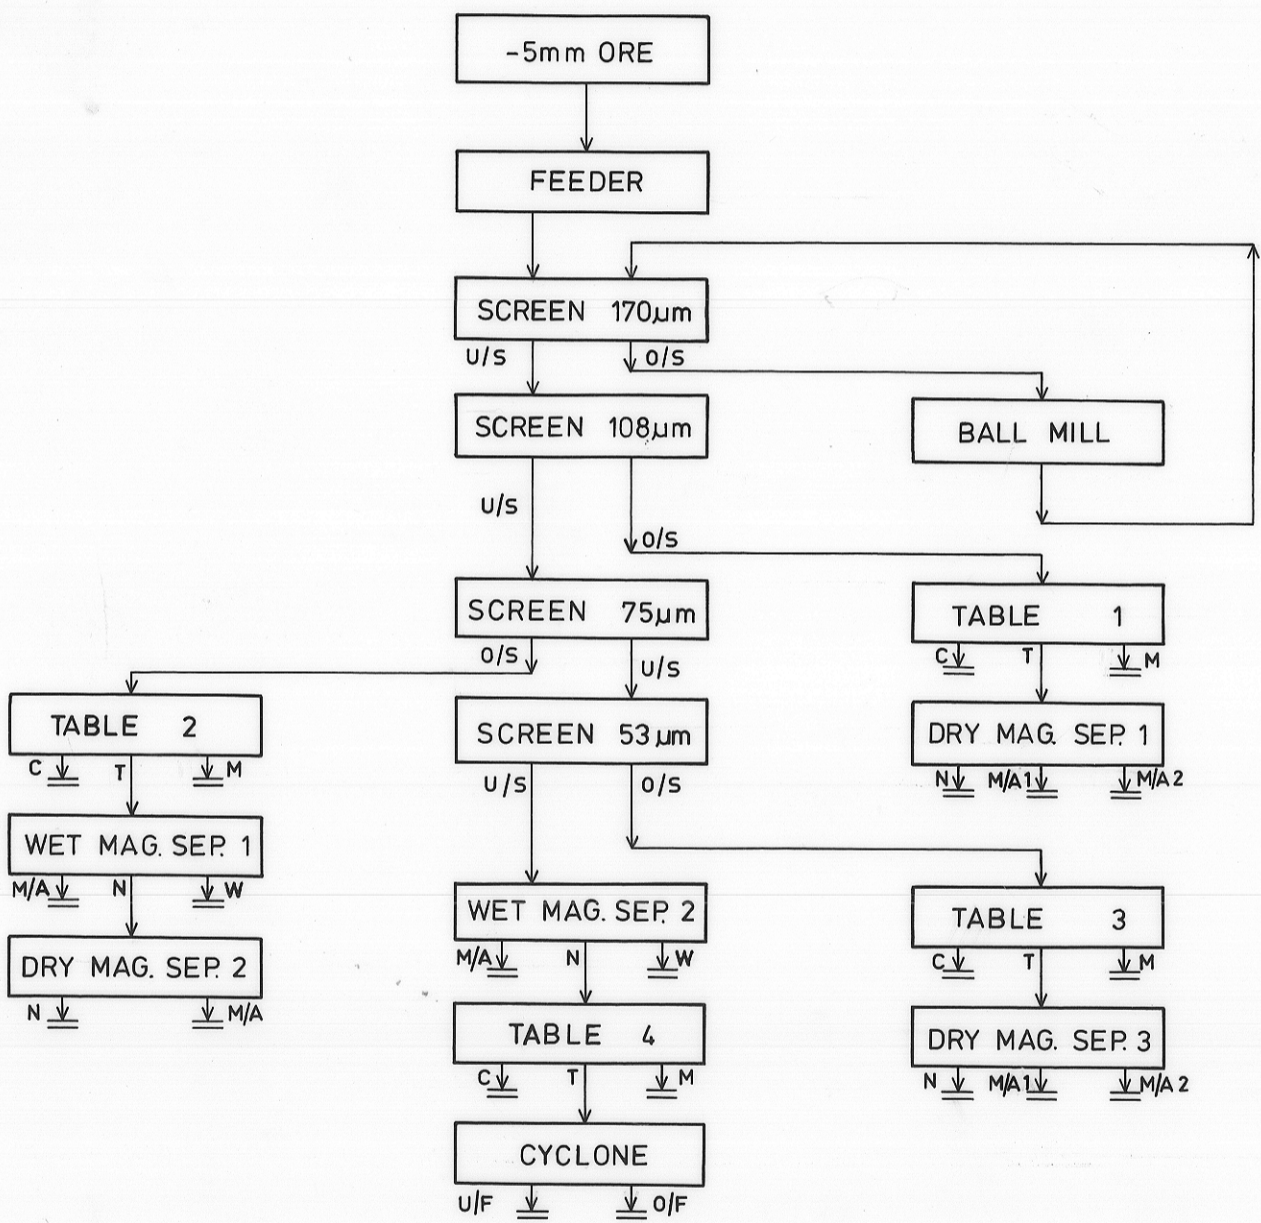 -5mm ORE
FEEDER
SCREEN 170µm
U/S O/S
SCREEN 108µm
BALL MILL
U/S
O/S
SCREEN 75µm
TABLE 1
O/S U/S
C T M
TABLE 2
SCREEN 53µm
DRY MAG. SEP. 1
C T M
U/S O/S
N M/A1 M/A2
WET MAG. SEP. 1
M/A N W
WET MAG. SEP. 2
TABLE 3
DRY MAG. SEP. 2
M/A N W
C T M
N M/A
TABLE 4
DRY MAG. SEP. 3
C T M
N M/A1 M/A2
CYCLONE
U/F O/F